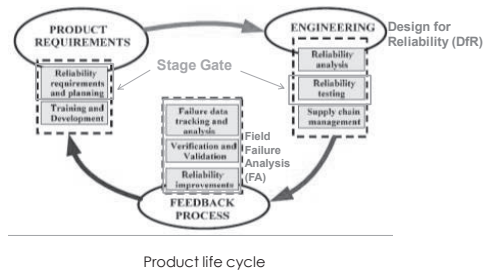 PRODUCT
REQUIREMENTS
Reliability
requirements
and planning
Training and
Development
Stage Gate
ENGINEERING
Design for
Reliability (DfR)
Reliability
analysis
Reliability
testing
Supply chain
management
Failure data
tracking and
analysis
Verification and
Validation
Reliability
improvements
Field
Failure
Analysis
(FA)
FEEDBACK
PROCESS
Product life cycle